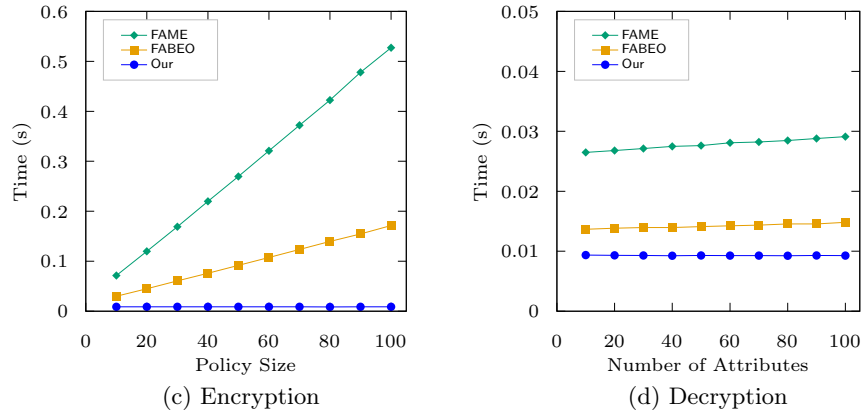 0.6
0.5
0.4
0.3
0.2
0.1
0
Time (s)
FAME
FABEO
Our
0 20 40 60 80 100
Policy Size
(c) Encryption
0.05
0.04
0.03
0.02
0.01
0
Time (s)
FAME
FABEO
Our
0 20 40 60 80 100
Number of Attributes
(d) Decryption